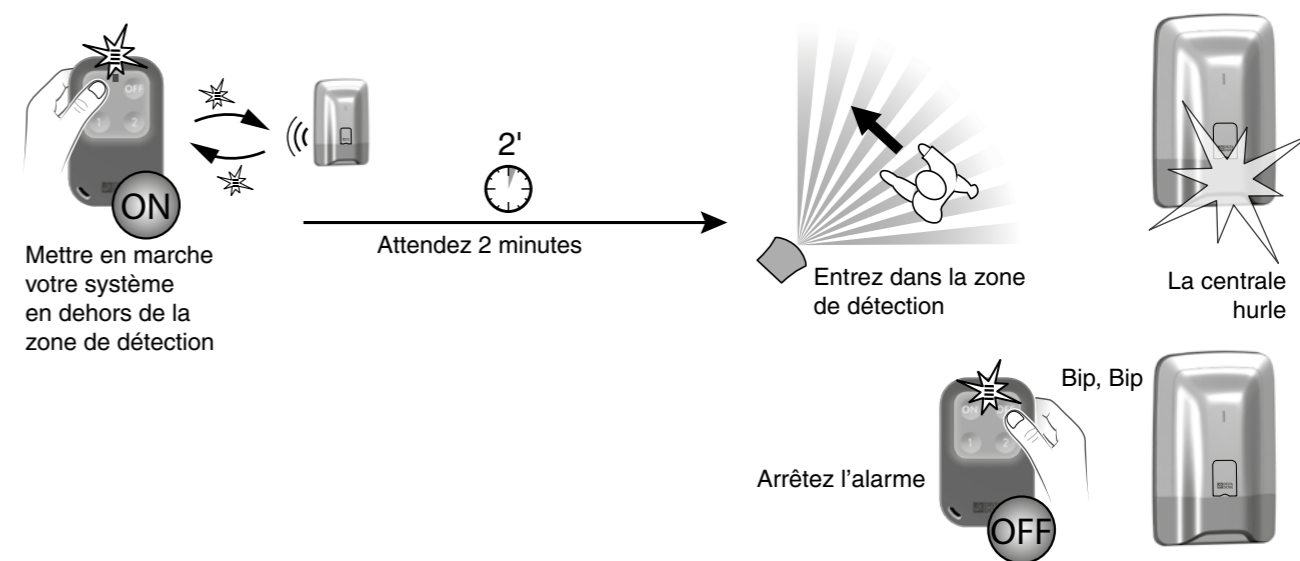 OFF
1 2
ON
Mettre en marche
votre système
en dehors de la
zone de détection
2'
Attendez 2 minutes
Entrez dans la zone
de détection
La centrale
hurle
Arrêtez l'alarme
ON OFF
1 2
OFF
Bip, Bip